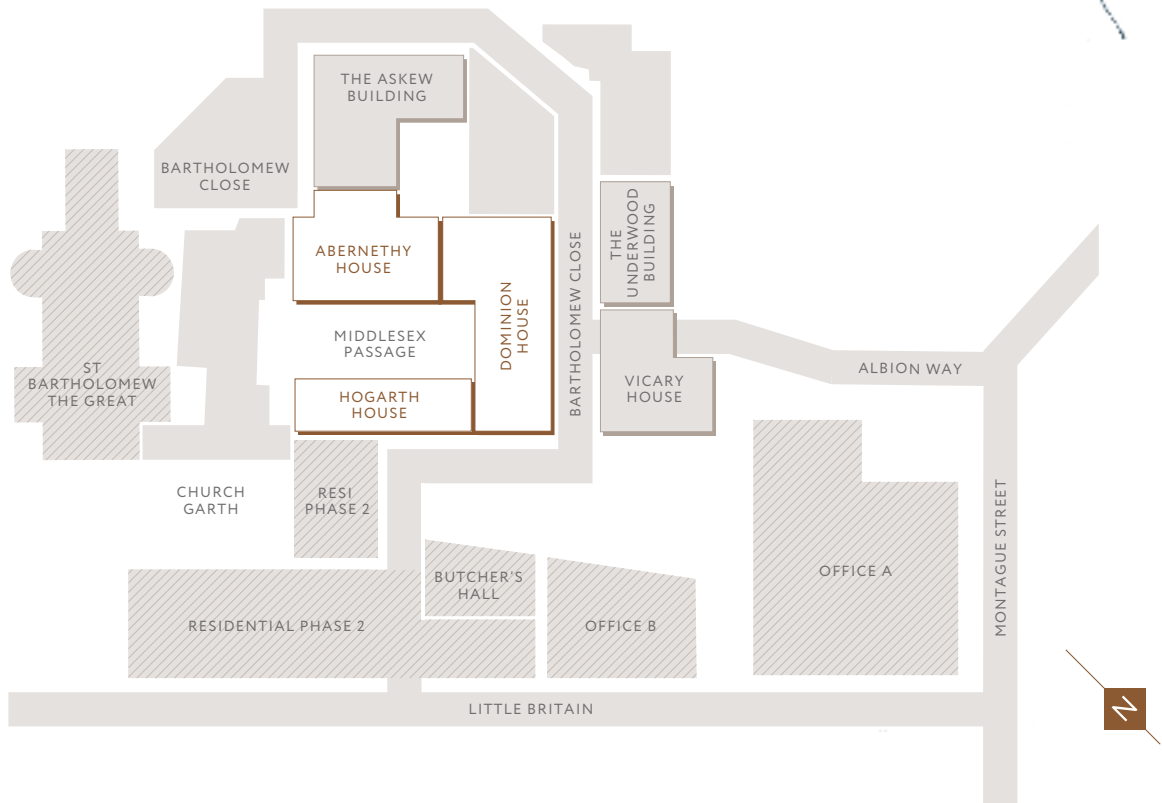 THE ASKEW
BUILDING
BARTHOLOMEW
CLOSE
THE
UNDERWOOD
BUILDING
ABERNETHY
HOUSE
DOMINION
HOUSE
BARTHOLOMEW CLOSE
MIDDLESEX
PASSAGE
ST
BARTHOLOMEW
THE GREAT
HOGARTH
HOUSE
VICARY
HOUSE
ALBION WAY
CHURCH
GARTH
RESI
PHASE 2
BUTCHER'S
HALL
OFFICE A
MONTAGUE STREET
RESIDENTIAL PHASE 2
OFFICE B
LITTLE BRITAIN
N